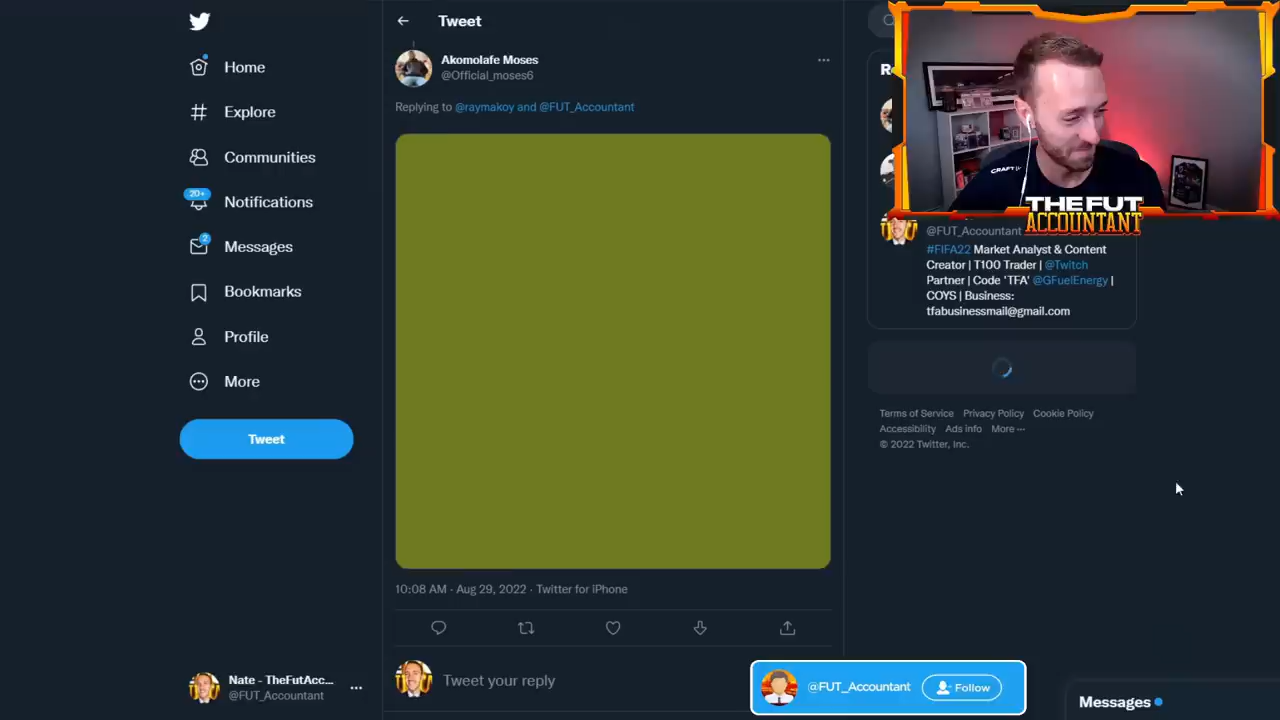 Home
Explore
Communities
20+
Notifications
2
Messages
Bookmarks
Profile
More
Tweet
Nate - TheFutAcc...
@FUT_Accountant
Tweet
Akomolafe Moses
@Official_moses6
Replying to @raymakoy and @FUT_Accountant
10:08 AM · Aug 29, 2022 · Twitter for iPhone
Tweet your reply
THE FUT
ACCOUNTANT
@FUT_Accountant
#FIFA22 Market Analyst & Content
Creator | T100 Trader | @Twitch
Partner | Code 'TFA' @GFuelEnergy |
COYS | Business:
tfabusinessmail@gmail.com
Terms of Service Privacy Policy Cookie Policy
Accessibility Ads info More ···
© 2022 Twitter, Inc.
@FUT_Accountant
Follow
Messages